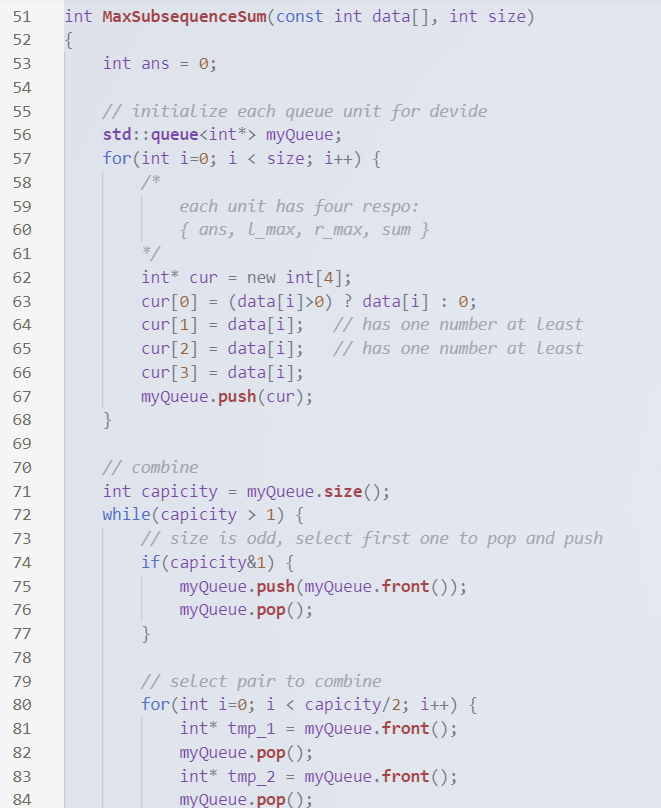 51 int MaxSubsequenceSum(const int data[], int size)
52 {
53     int ans = 0;
54
55     // initialize each queue unit for devide
56     std::queue<int*> myQueue;
57     for(int i=0; i < size; i++) {
58         /*
59             each unit has four respo:
60             { ans, l_max, r_max, sum }
61         */
62         int* cur = new int[4];
63         cur[0] = (data[i]>0) ? data[i] : 0;
64         cur[1] = data[i];   // has one number at least
65         cur[2] = data[i];   // has one number at least
66         cur[3] = data[i];
67         myQueue.push(cur);
68     }
69
70     // combine
71     int capicity = myQueue.size();
72     while(capicity > 1) {
73         // size is odd, select first one to pop and push
74         if(capicity&1) {
75             myQueue.push(myQueue.front());
76             myQueue.pop();
77         }
78
79         // select pair to combine
80         for(int i=0; i < capicity/2; i++) {
81             int* tmp_1 = myQueue.front();
82             myQueue.pop();
83             int* tmp_2 = myQueue.front();
84             myQueue.pop();